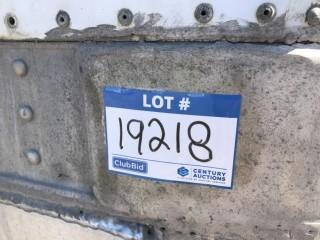 LOT #
19218
ClubBid
CENTURY
AUCTIONS